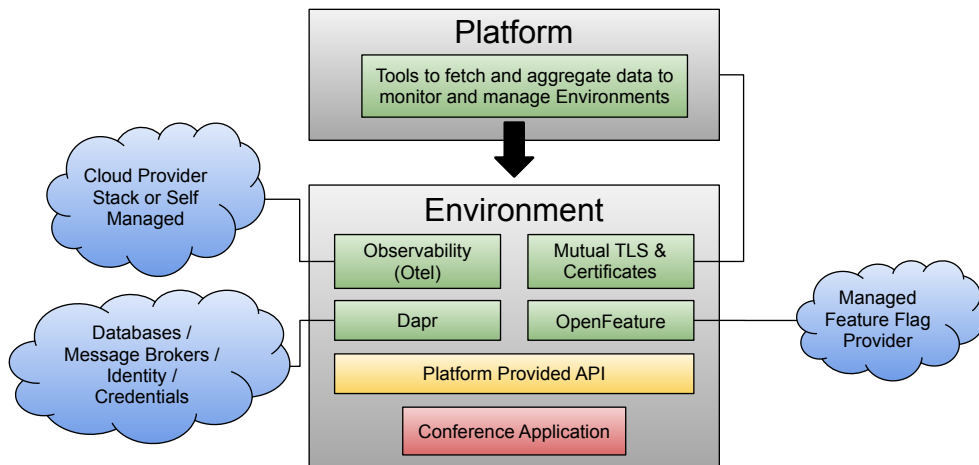 Platform
Tools to fetch and aggregate data to
monitor and manage Environments
Cloud Provider
Stack or Self
Managed
Environment
Observability
(Otel)
Mutual TLS &
Certificates
Databases /
Message Brokers /
Identity /
Credentials
Dapr
OpenFeature
Managed
Feature Flag
Provider
Platform Provided API
Conference Application